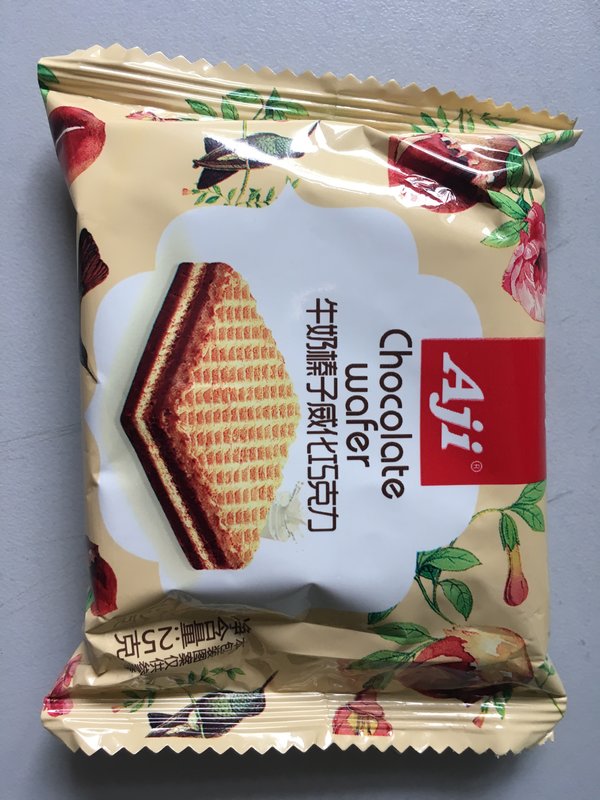 Aji®
Chocolate
wafer
牛奶榛子威化巧克力
净含量:25克